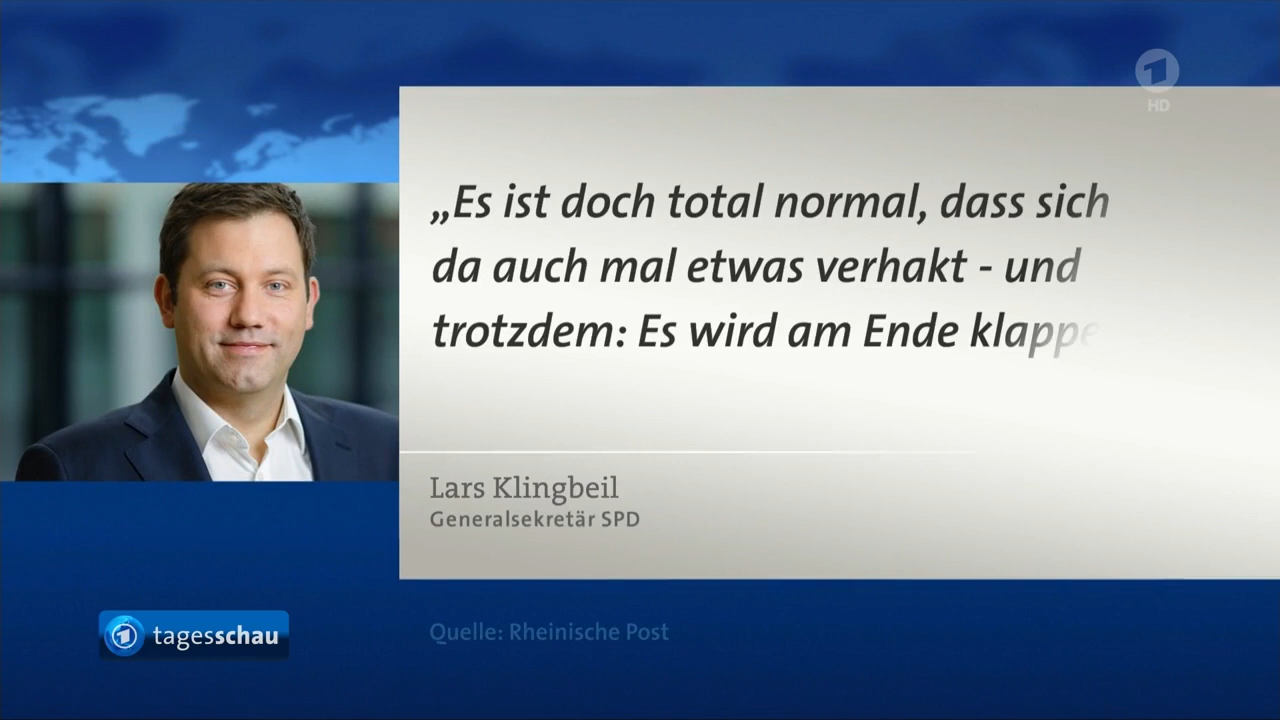 HD
„Es ist doch total normal, dass sich
da auch mal etwas verhakt - und
trotzdem: Es wird am Ende klappe
Lars Klingbeil
Generalsekretär SPD
tagesschau
Quelle: Rheinische Post